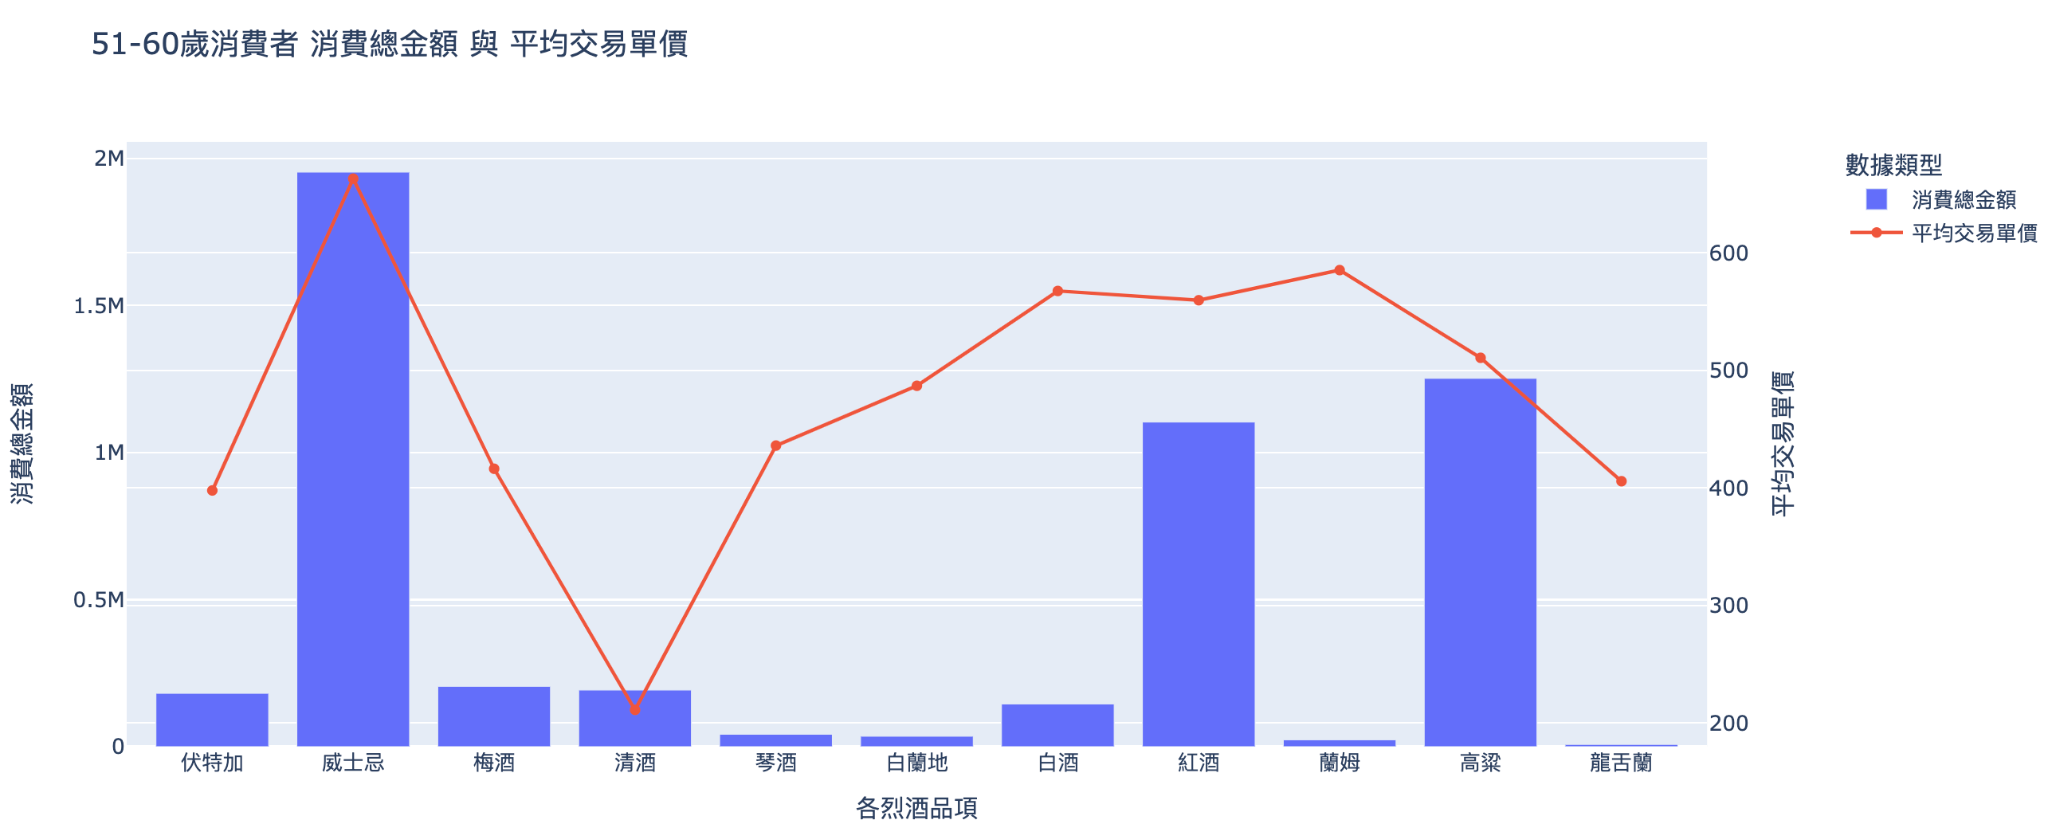 51-60歲消費者 消費總金額 與 平均交易單價
數據類型
消費總金額
平均交易單價
2M
1.5M
1M
0.5M
0
消費總金額
600
500
400
300
200
平均交易單價
伏特加 威士忌 梅酒 清酒 琴酒 白蘭地 白酒 紅酒 蘭姆 高粱 龍舌蘭
各烈酒品項